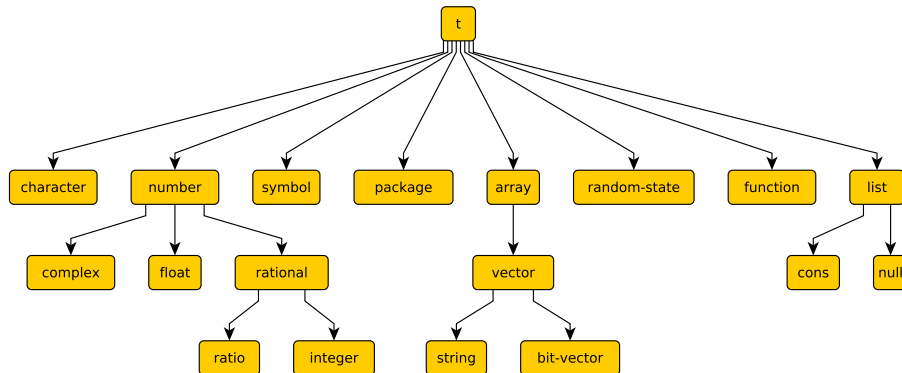 t
character number symbol package array random-state function list
complex float rational vector cons null
ratio integer string bit-vector